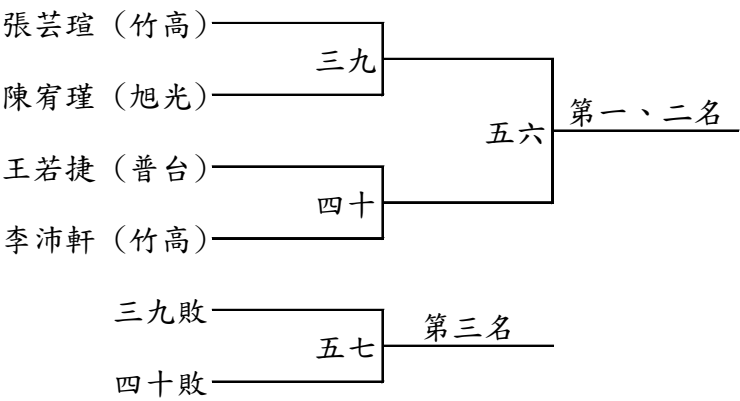 張芸瑄（竹高）
三九
陳宥瑾（旭光）
第一、二名
五六
王若捷（普台）
四十
李沛軒（竹高）
三九敗
第三名
五七
四十敗